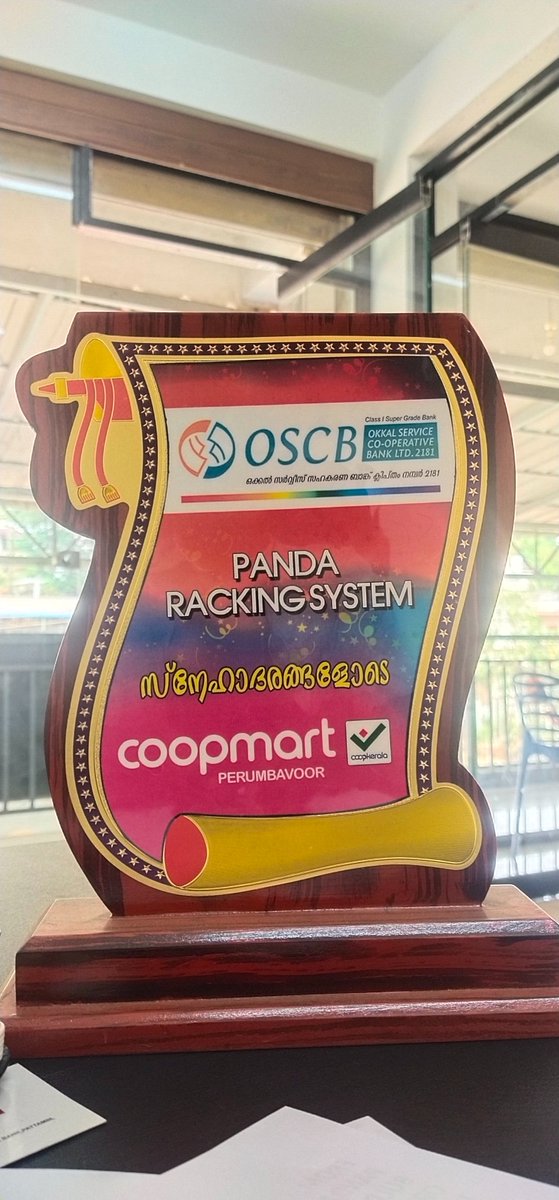 Class I Super Grade Bank
OSCB
OKKAL SERVICE
CO-OPERATIVE
BANK LTD. 2181
ഒക്കൽ സർവ്വീസ് സഹകരണ ബാങ്ക് ക്ലിപ്തം നമ്പർ 2181
PANDA
RACKING SYSTEM
സ്നേഹാദരങ്ങളോടെ
coopmart
coopkerala
PERUMBAVOOR